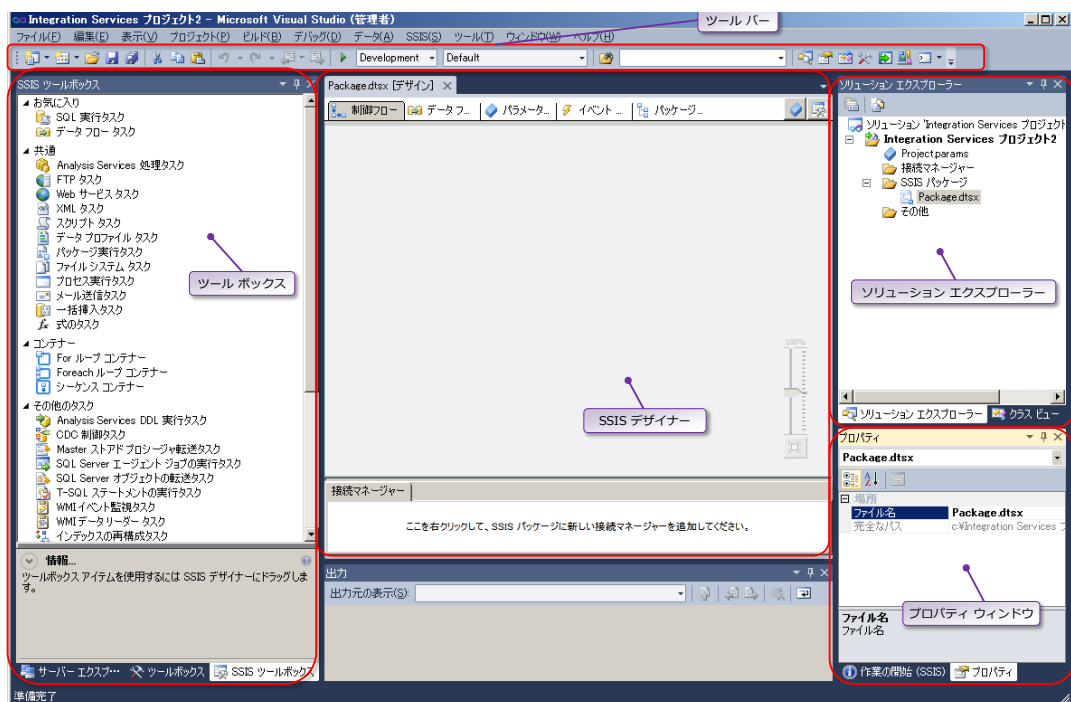 Integration Services プロジェクト2 - Microsoft Visual Studio (管理者)
ツール バー
ファイル(F) 編集(E) 表示(V) プロジェクト(P) ビルド(B) デバッグ(D) データ(A) SSIS(S) ツール(T) ウィンドウ(W) ヘルプ(H)
Development Default
SSIS ツールボックス
お気に入り
SQL 実行タスク
データ フロー タスク
共通
Analysis Services 処理タスク
FTP タスク
Web サービス タスク
XML タスク
スクリプト タスク
データ プロファイル タスク
パッケージ実行タスク
ファイル システム タスク
プロセス実行タスク
メール送信タスク
一括挿入タスク
fx 式のタスク
ツール ボックス
コンテナー
For ループ コンテナー
Foreach ループ コンテナー
シーケンス コンテナー
その他のタスク
Analysis Services DDL 実行タスク
CDC 制御タスク
Master ストアド プロシージャ転送タスク
SQL Server エージェント ジョブの実行タスク
SQL Server オブジェクトの転送タスク
T-SQL ステートメントの実行タスク
WMI イベント監視タスク
WMI データ リーダー タスク
インデックスの再構成タスク
情報...
ツールボックス アイテムを使用するには SSIS デザイナーにドラッグしま
す。
サーバー エクスプ… ツールボックス SSIS ツールボックス
準備完了
Package.dtsx [デザイン]
制御フロー データ フ... パラメータ... イベント ... パッケージ...
100%
SSIS デザイナー
接続マネージャー
ここを右クリックして、SSIS パッケージに新しい接続マネージャーを追加してください。
出力
出力元の表示(S):
ソリューション エクスプローラー
ソリューション 'Integration Services プロジェクト
Integration Services プロジェクト2
Project.params
接続マネージャー
SSIS パッケージ
Package.dtsx
その他
ソリューション エクスプローラー
ソリューション エクスプローラー クラス ビュー
プロパティ
Package.dtsx
場所
ファイル名 Package.dtsx
完全なパス c:¥Integration Services プ
プロパティ ウィンドウ
ファイル名
ファイル名
作業の開始 (SSIS) プロパティ